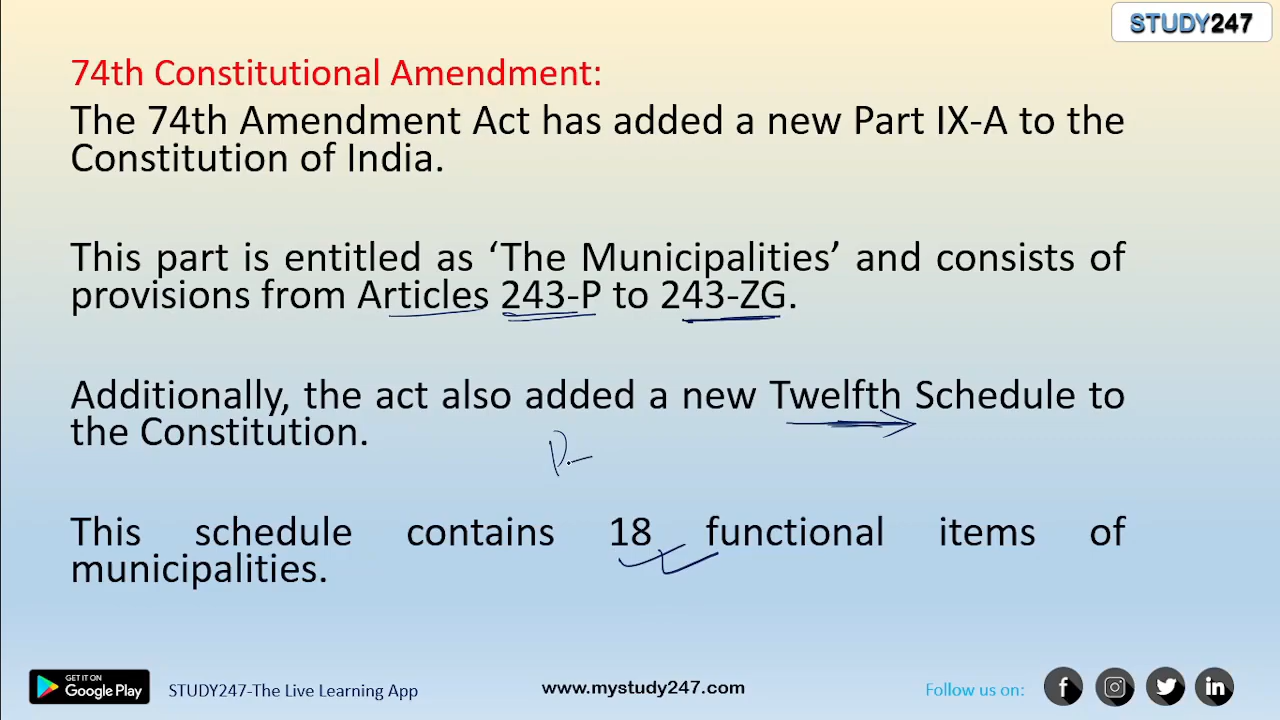 STUDY247
74th Constitutional Amendment:
The 74th Amendment Act has added a new Part IX-A to the
Constitution of India.
This part is entitled as ‘The Municipalities’ and consists of
provisions from Articles 243-P to 243-ZG.
Additionally, the act also added a new Twelfth Schedule to
the Constitution.
This schedule contains 18 functional items of
municipalities.
GET IT ON
Google Play
STUDY247-The Live Learning App
www.mystudy247.com
Follow us on: